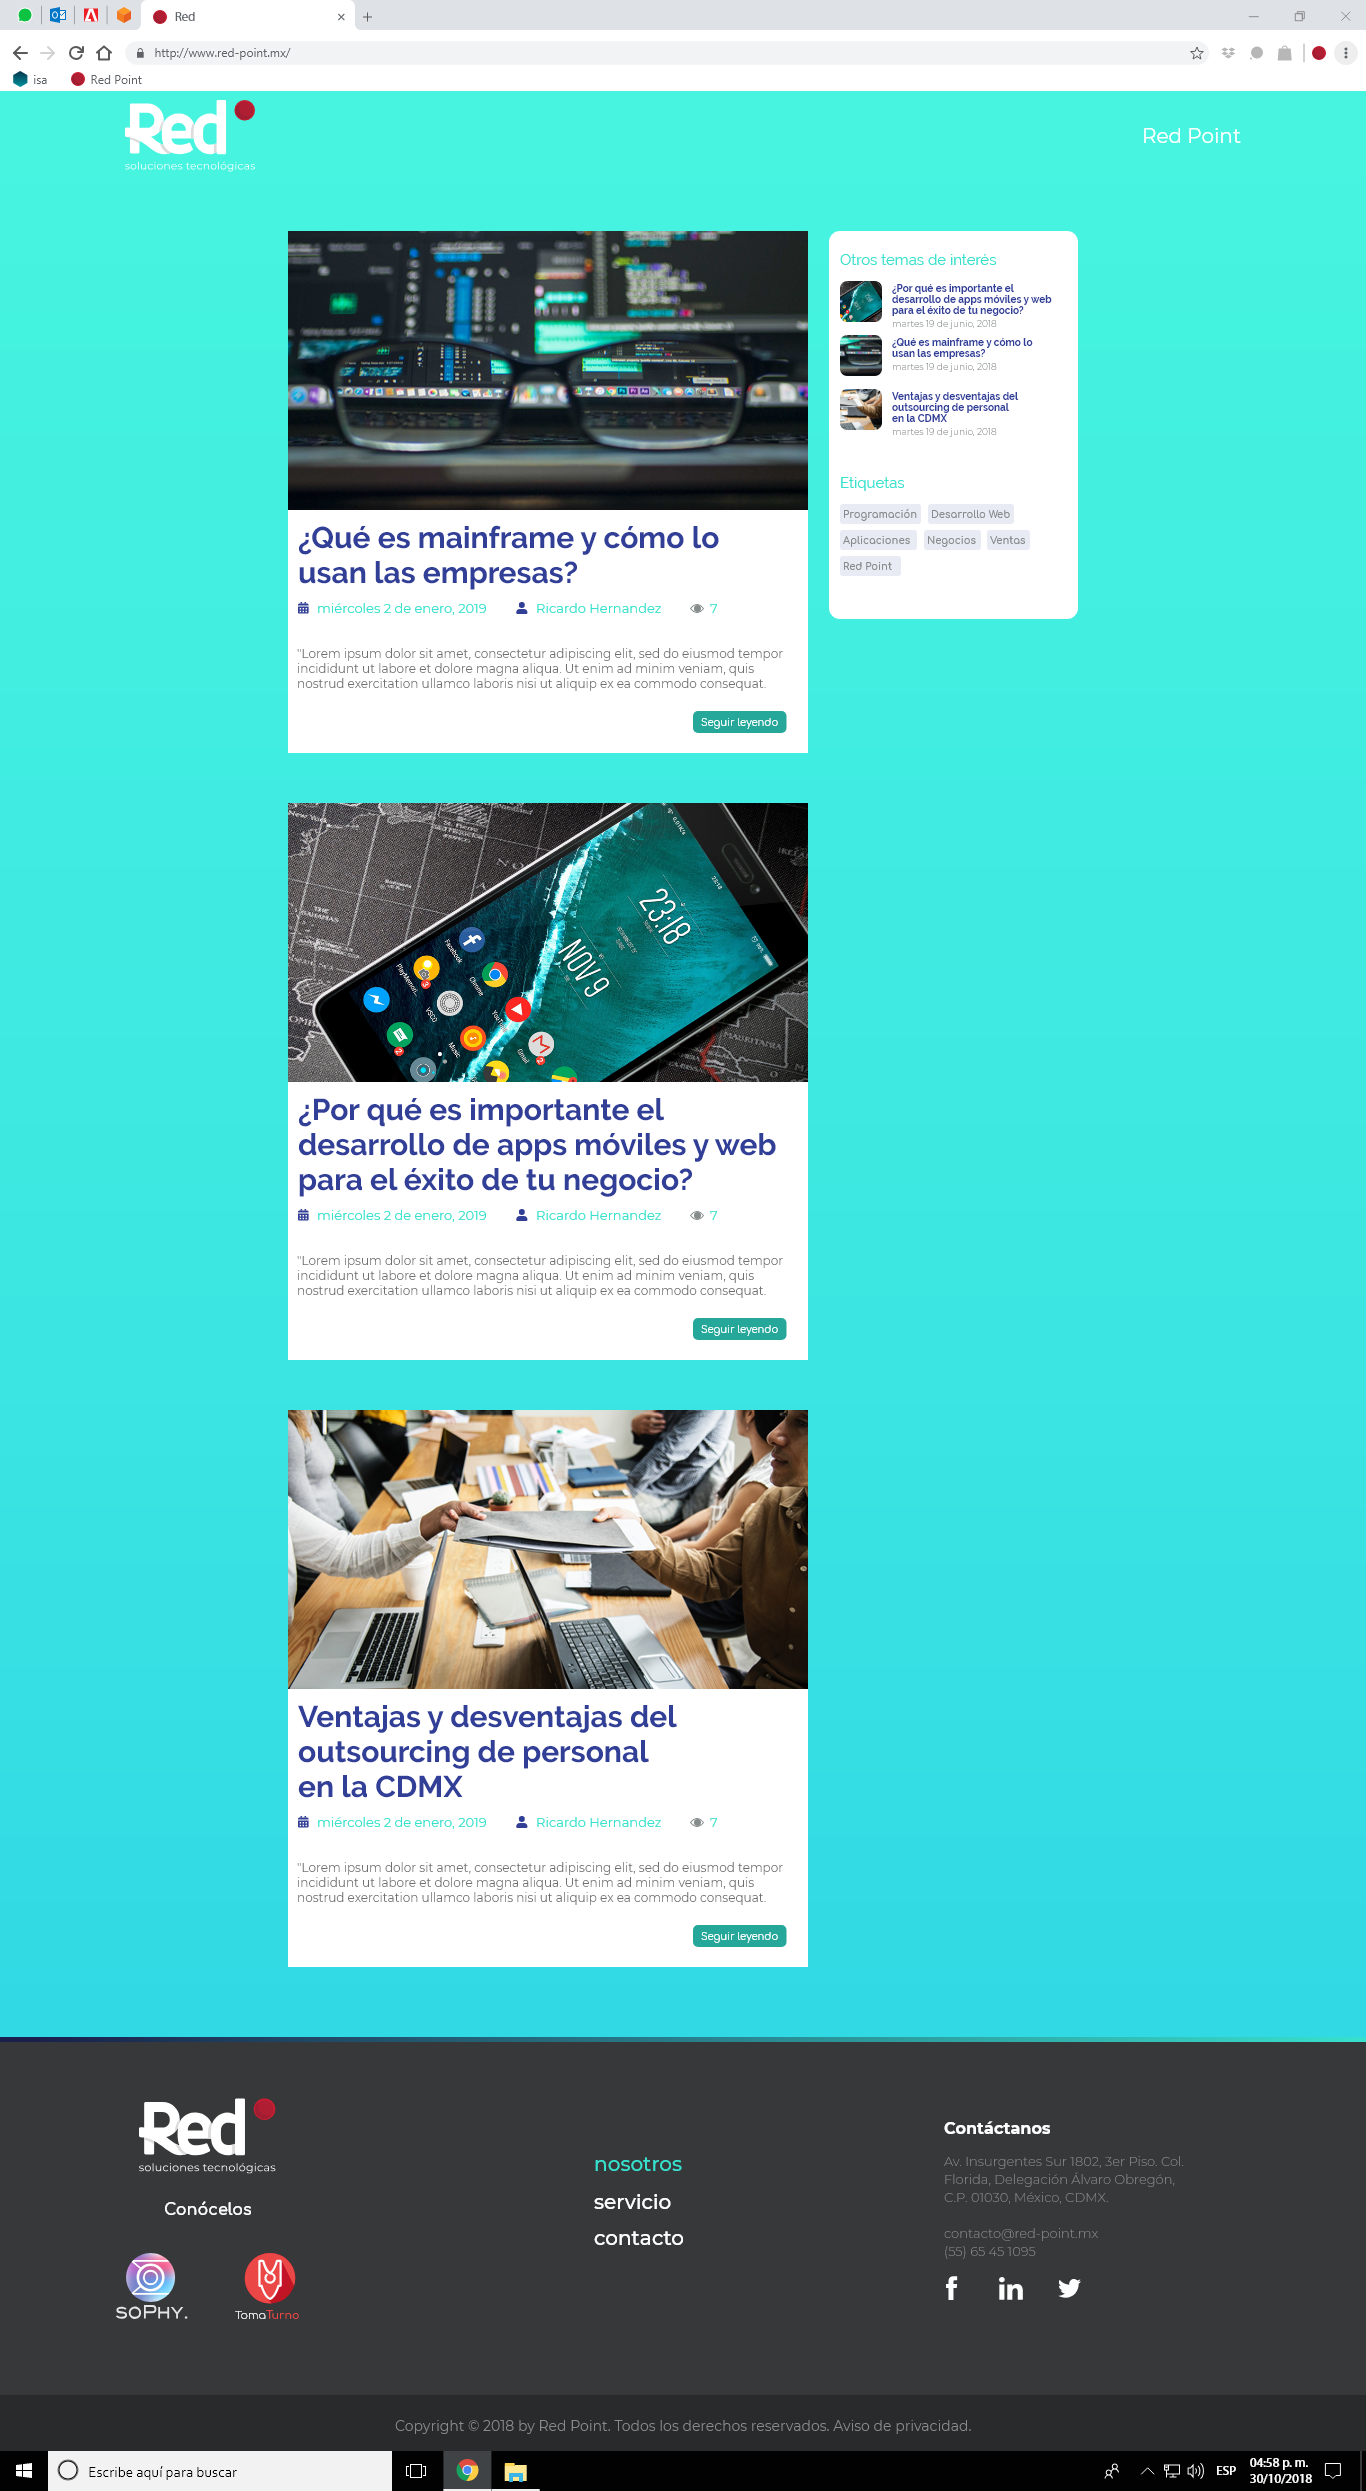 Red
http://www.red-point.mx/
isa
Red Point
Red
soluciones tecnológicas
Red Point
¿Qué es mainframe y cómo lo
usan las empresas?
miércoles 2 de enero, 2019
Ricardo Hernandez
7
"Lorem ipsum dolor sit amet, consectetur adipiscing elit, sed do eiusmod tempor
incididunt ut labore et dolore magna aliqua. Ut enim ad minim veniam, quis
nostrud exercitation ullamco laboris nisi ut aliquip ex ea commodo consequat.
Seguir leyendo
Otros temas de interés
¿Por qué es importante el
desarrollo de apps móviles y web
para el éxito de tu negocio?
martes 19 de junio, 2018
¿Qué es mainframe y cómo lo
usan las empresas?
martes 19 de junio, 2018
Ventajas y desventajas del
outsourcing de personal
en la CDMX
martes 19 de junio, 2018
Etiquetas
Programación
Desarrollo Web
Aplicaciones
Negocios
Ventas
Red Point
23:18
NOV 9
Facebook
Chrome
YouTube
Gmail
PlayMemori...
VSCO
Music
THE BAHAMAS
MAURITANIA
¿Por qué es importante el
desarrollo de apps móviles y web
para el éxito de tu negocio?
miércoles 2 de enero, 2019
Ricardo Hernandez
7
"Lorem ipsum dolor sit amet, consectetur adipiscing elit, sed do eiusmod tempor
incididunt ut labore et dolore magna aliqua. Ut enim ad minim veniam, quis
nostrud exercitation ullamco laboris nisi ut aliquip ex ea commodo consequat.
Seguir leyendo
Ventajas y desventajas del
outsourcing de personal
en la CDMX
miércoles 2 de enero, 2019
Ricardo Hernandez
7
"Lorem ipsum dolor sit amet, consectetur adipiscing elit, sed do eiusmod tempor
incididunt ut labore et dolore magna aliqua. Ut enim ad minim veniam, quis
nostrud exercitation ullamco laboris nisi ut aliquip ex ea commodo consequat.
Seguir leyendo
Red
soluciones tecnológicas
Conócelos
SOPHY.
TomaTurno
nosotros
servicio
contacto
Contáctanos
Av. Insurgentes Sur 1802, 3er Piso. Col.
Florida, Delegación Álvaro Obregón,
C.P. 01030, México, CDMX.
contacto@red-point.mx
(55) 65 45 1095
Copyright © 2018 by Red Point. Todos los derechos reservados. Aviso de privacidad.
Escribe aquí para buscar
ESP
04:58 p. m.
30/10/2018